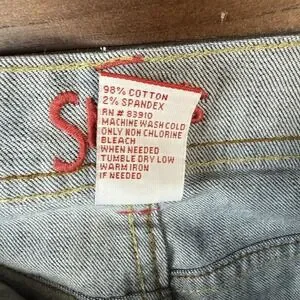 98% COTTON
2% SPANDEX
RN # 83910
MACHINE WASH COLD
ONLY NON CHLORINE
BLEACH
WHEN NEEDED
TUMBLE DRY LOW
WARM IRON
IF NEEDED